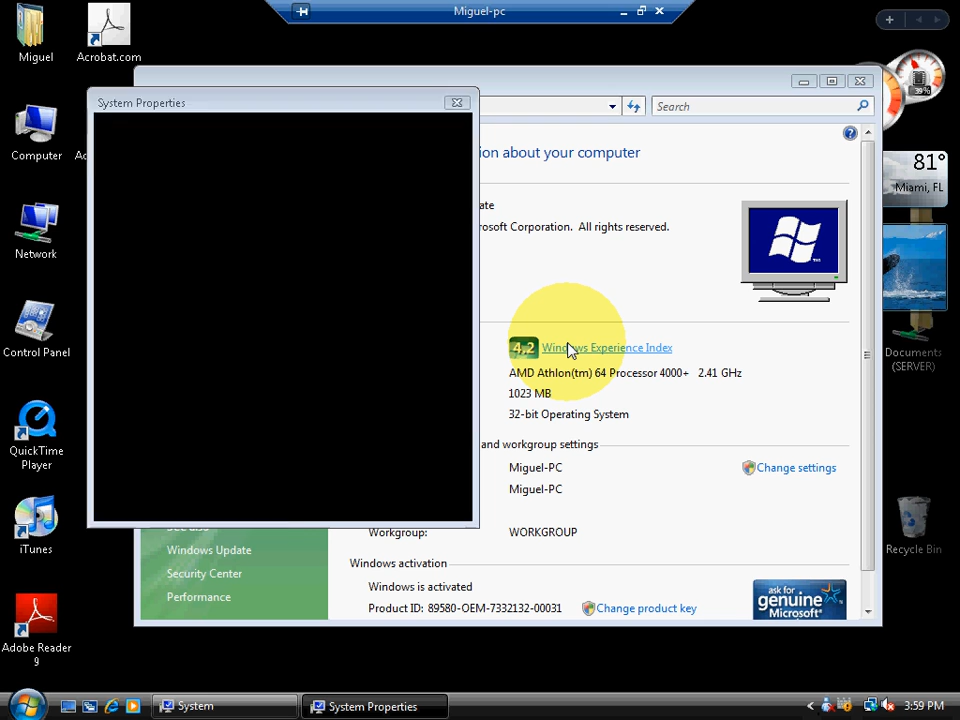 Miguel-pc
Miguel
Acrobat.com
39%
System Properties
Search
Computer
Ac
ion about your computer
81°
Miami, FL
ate
rosoft Corporation. All rights reserved.
Network
Control Panel
4,2 Windows Experience Index
AMD Athlon(tm) 64 Processor 4000+ 2.41 GHz
1023 MB
32-bit Operating System
Documents
(SERVER)
QuickTime
Player
and workgroup settings
Miguel-PC
Change settings
Miguel-PC
iTunes
Workgroup: WORKGROUP
Windows Update
Recycle Bin
Windows activation
Security Center
Windows is activated
Performance
Product ID: 89580-OEM-7332132-00031
Change product key
ask for
genuine
Microsoft®
Adobe Reader
9
System
System Properties
3:59 PM